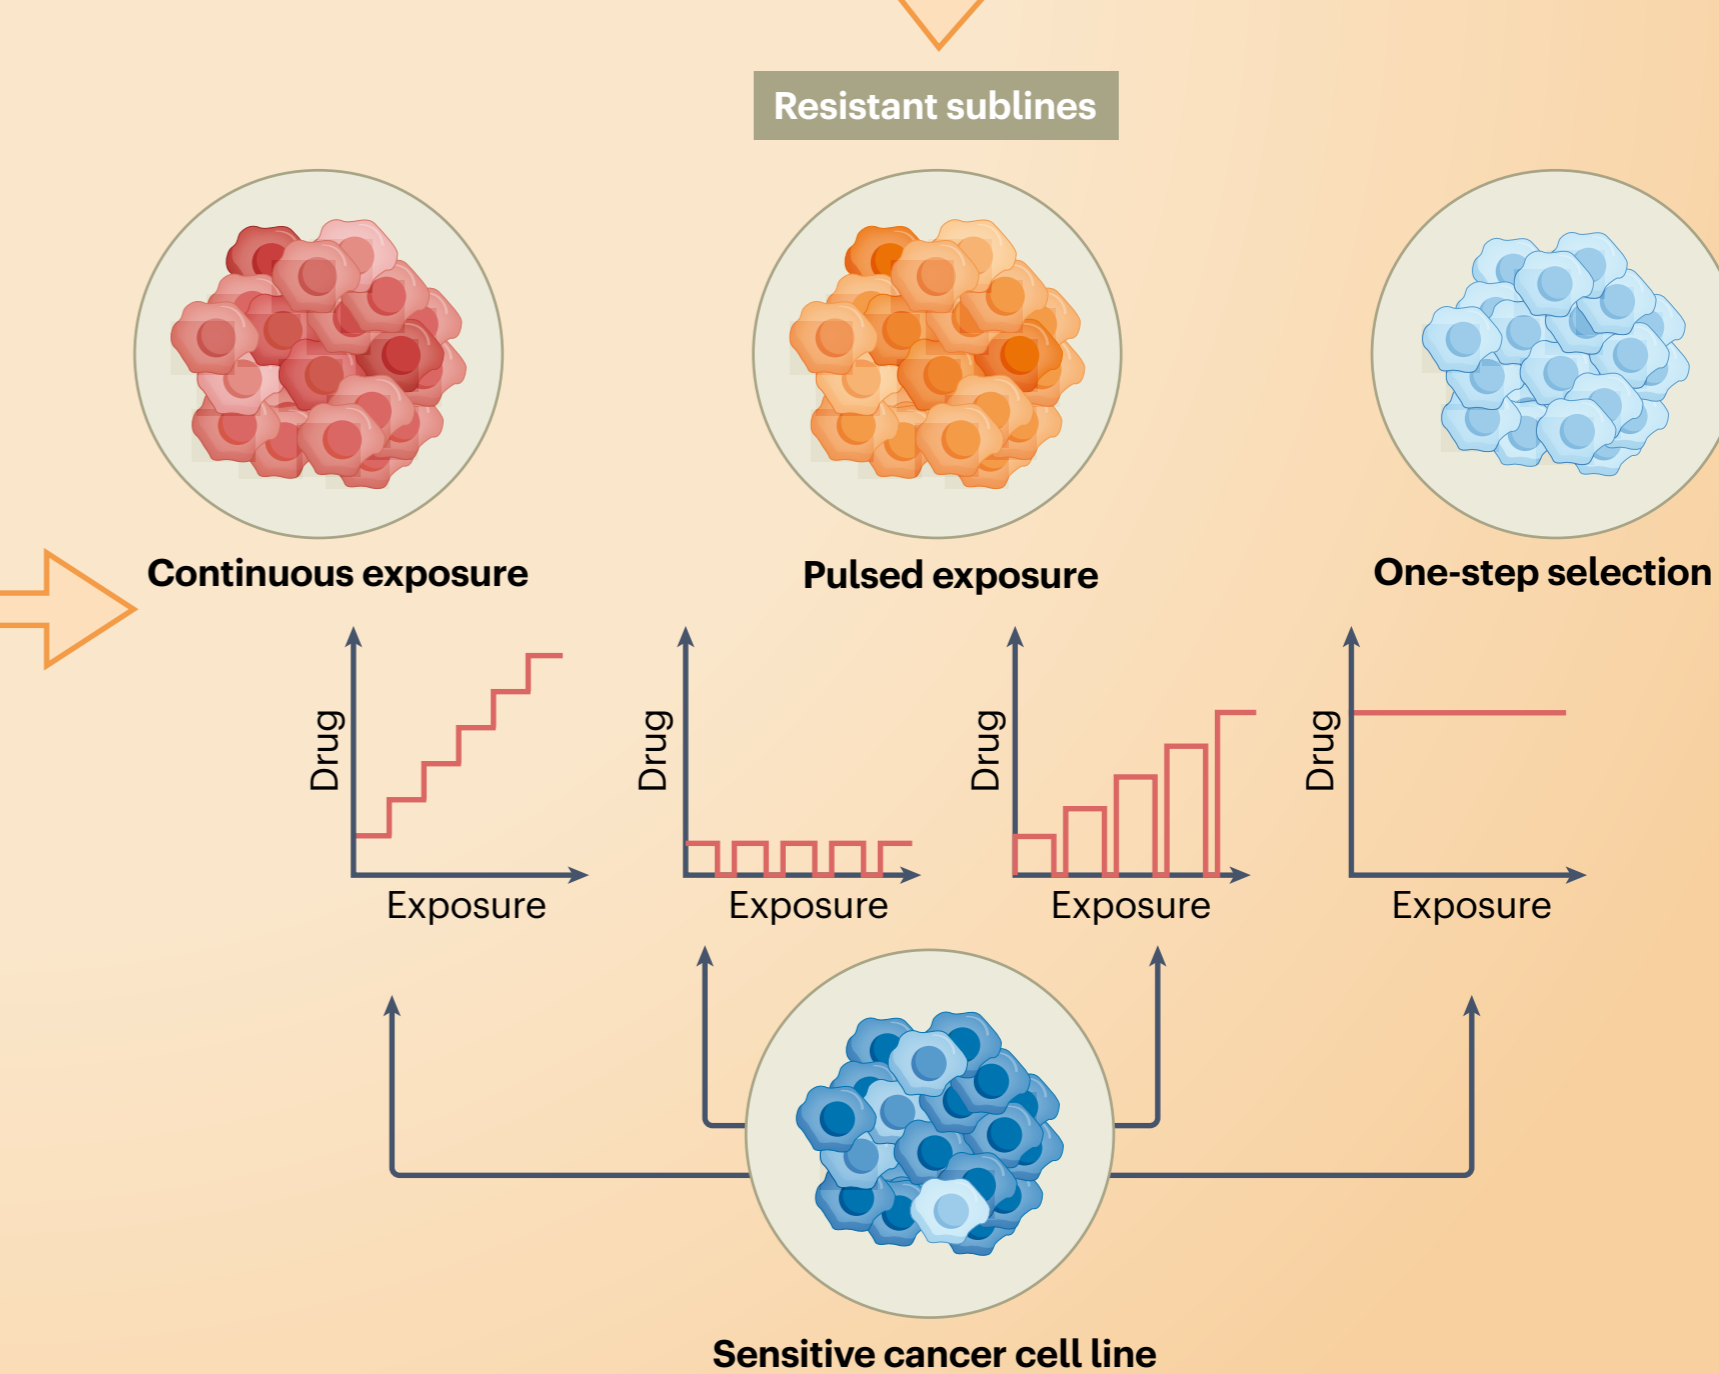 Resistant sublines
Continuous exposure
Pulsed exposure
One-step selection
Drug
Exposure
Drug
Exposure
Drug
Exposure
Drug
Exposure
Sensitive cancer cell line